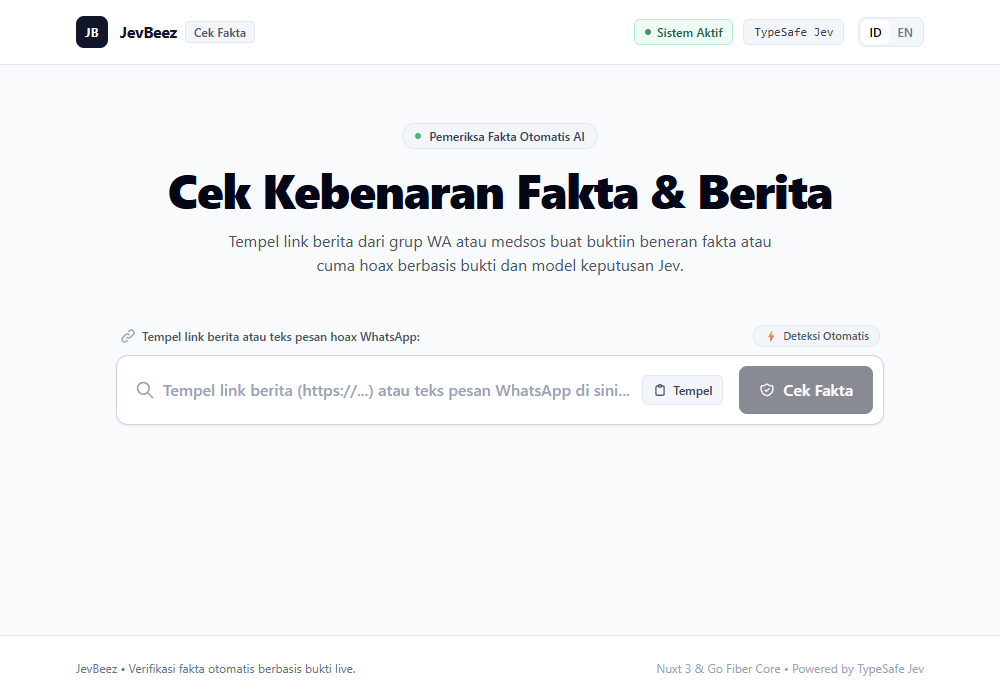 JB JevBeez Cek Fakta Sistem Aktif TypeSafe Jev ID EN
Pemeriksa Fakta Otomatis AI
Cek Kebenaran Fakta & Berita
Tempel link berita dari grup WA atau medsos buat buktiin beneran fakta atau
cuma hoax berbasis bukti dan model keputusan Jev.
Tempel link berita atau teks pesan hoax WhatsApp: Deteksi Otomatis
Tempel link berita (https://...) atau teks pesan WhatsApp di sini... Tempel Cek Fakta
JevBeez • Verifikasi fakta otomatis berbasis bukti live. Nuxt 3 & Go Fiber Core • Powered by TypeSafe Jev